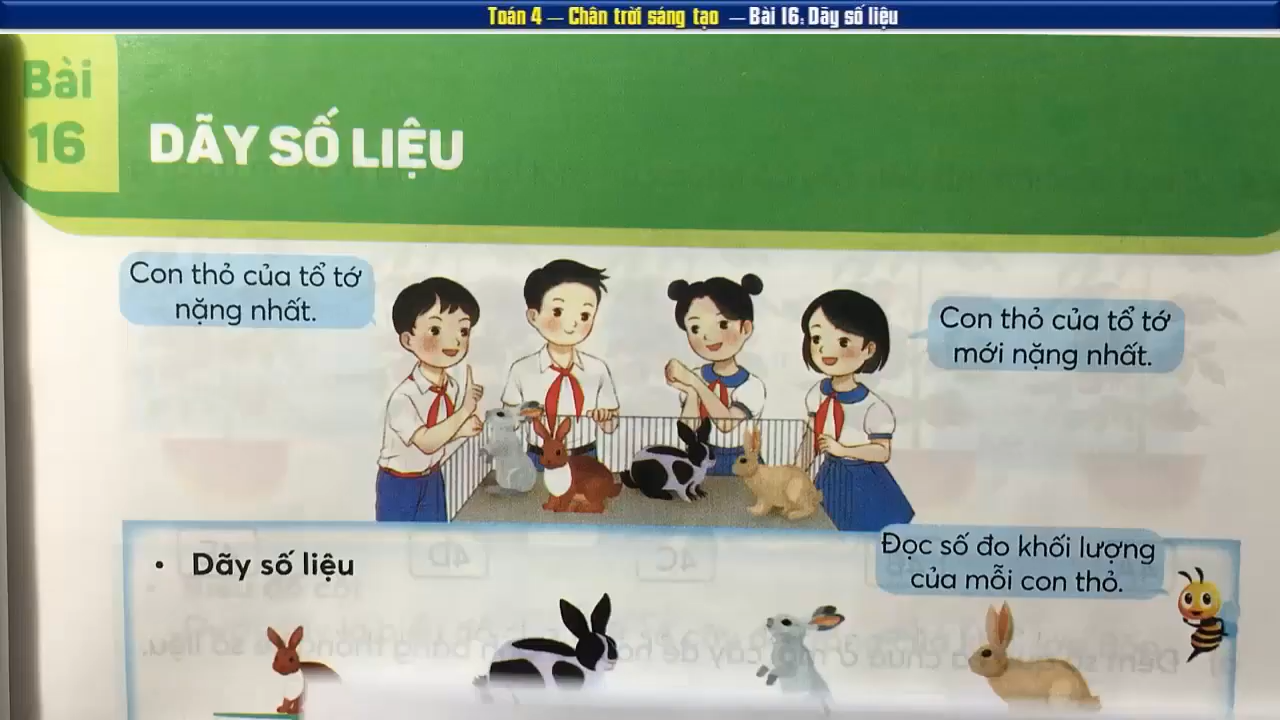 Toán 4 – Chân trời sáng tạo – Bài 16: Dãy số liệu
Bài
16
DÃY SỐ LIỆU
Con thỏ của tổ tớ
nặng nhất.
Con thỏ của tổ tớ
mới nặng nhất.
• Dãy số liệu
Đọc số đo khối lượng
của mỗi con thỏ.